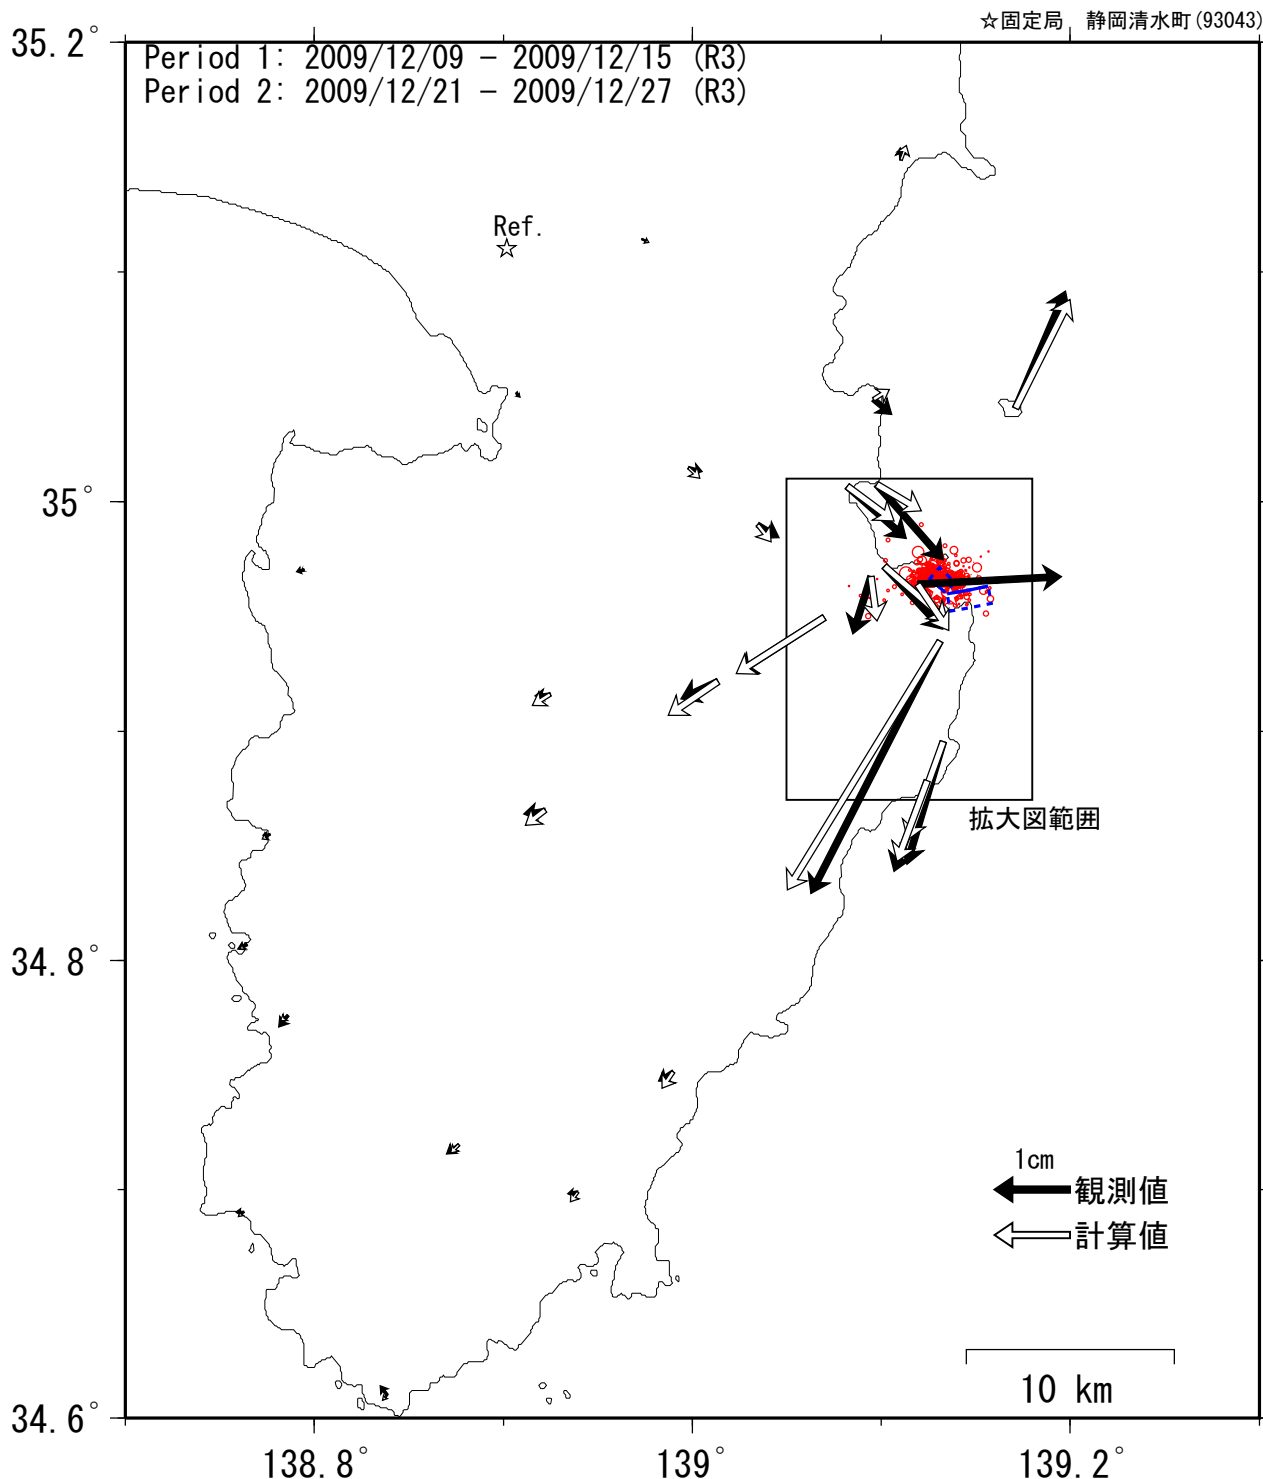 ☆固定局　静岡清水町(93043)
35.2°
Period 1: 2009/12/09 − 2009/12/15 (R3)
Period 2: 2009/12/21 − 2009/12/27 (R3)
Ref.
35°
拡大図範囲
34.8°
1cm
観測値
計算値
10 km
34.6°
138.8°
139°
139.2°